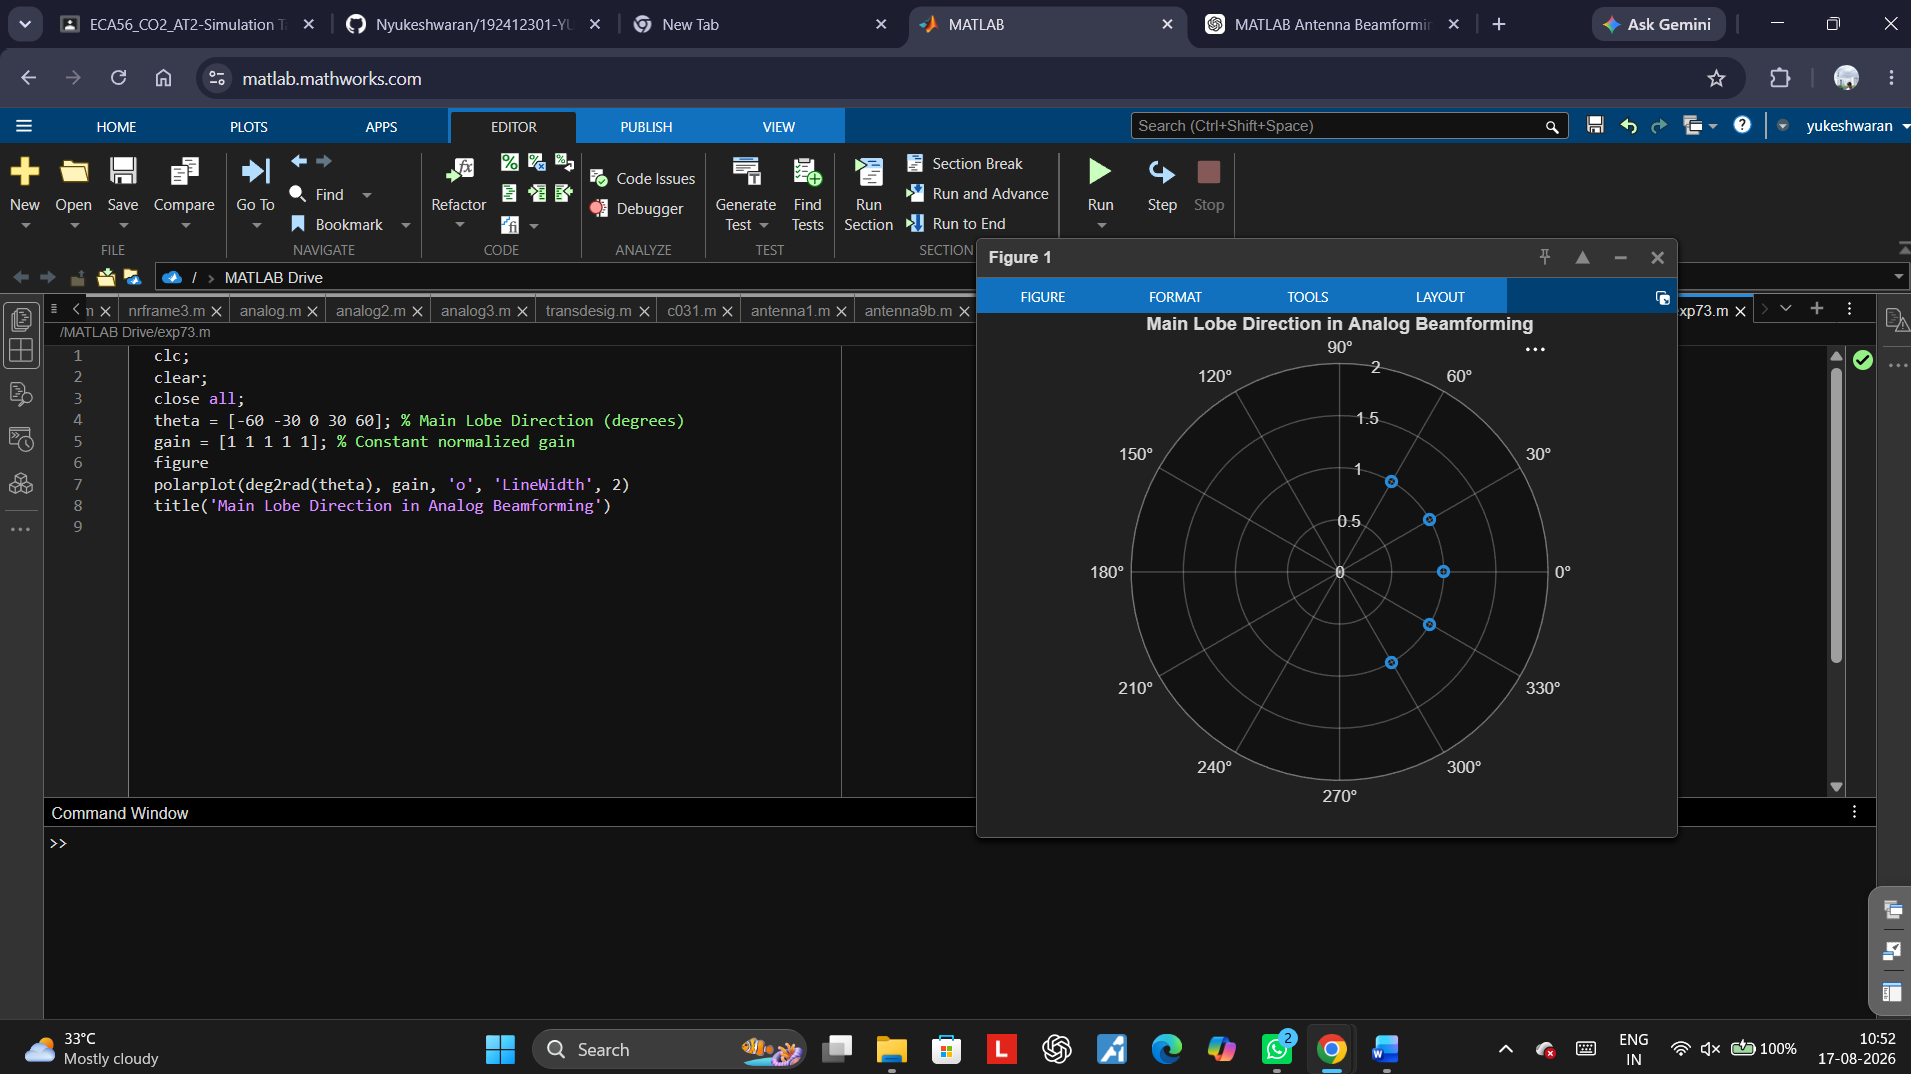 ECA56_CO2_AT2-Simulation T
Nyukeshwaran/192412301-YU
New Tab
MATLAB
MATLAB Antenna Beamformin
Ask Gemini
matlab.mathworks.com
HOME
PLOTS
APPS
EDITOR
PUBLISH
VIEW
Search (Ctrl+Shift+Space)
yukeshwaran
New
Open
Save
Compare
FILE
Go To
Find
Bookmark
NAVIGATE
Refactor
CODE
Code Issues
Debugger
ANALYZE
Generate Test
Find Tests
TEST
Run Section
Section Break
Run and Advance
Run to End
SECTION
Run
Step
Stop
/ › MATLAB Drive
m
nrframe3.m
analog.m
analog2.m
analog3.m
transdesig.m
c031.m
antenna1.m
antenna9b.m
xp73.m
/MATLAB Drive/exp73.m
1 clc;
2 clear;
3 close all;
4 theta = [-60 -30 0 30 60]; % Main Lobe Direction (degrees)
5 gain = [1 1 1 1 1]; % Constant normalized gain
6 figure
7 polarplot(deg2rad(theta), gain, 'o', 'LineWidth', 2)
8 title('Main Lobe Direction in Analog Beamforming')
9
Figure 1
FIGURE
FORMAT
TOOLS
LAYOUT
Main Lobe Direction in Analog Beamforming
90°
120°
2
60°
1.5
150°
30°
1
0.5
180°
0
0°
210°
330°
240°
300°
270°
Command Window
>>
33°C
Mostly cloudy
Search
2
ENG
IN
100%
10:52
17-08-2026